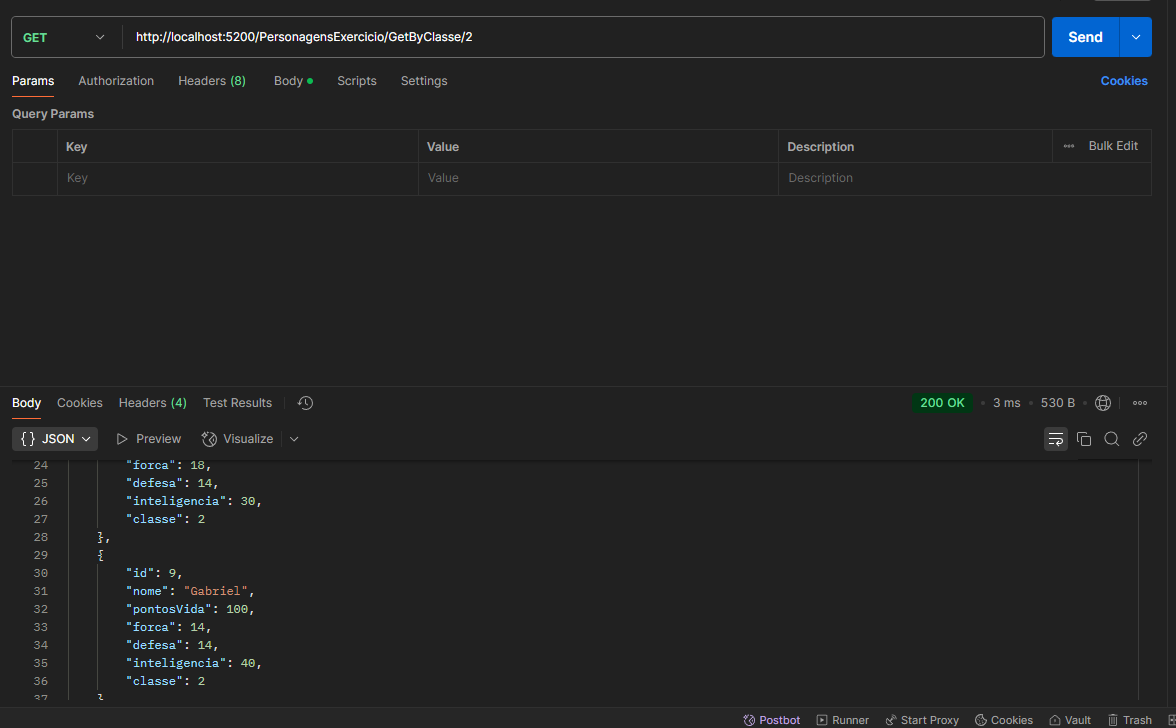 GET http://localhost:5200/PersonagensExercicio/GetByClasse/2 Send
Params Authorization Headers (8) Body Scripts Settings Cookies
Query Params
Key Value Description Bulk Edit
Key Value Description
Body Cookies Headers (4) Test Results 200 OK 3 ms 530 B
{ } JSON Preview Visualize
24 "forca": 18,
25 "defesa": 14,
26 "inteligencia": 30,
27 "classe": 2
28 },
29 {
30 "id": 9,
31 "nome": "Gabriel",
32 "pontosVida": 100,
33 "forca": 14,
34 "defesa": 14,
35 "inteligencia": 40,
36 "classe": 2
37 }
Postbot Runner Start Proxy Cookies Vault Trash